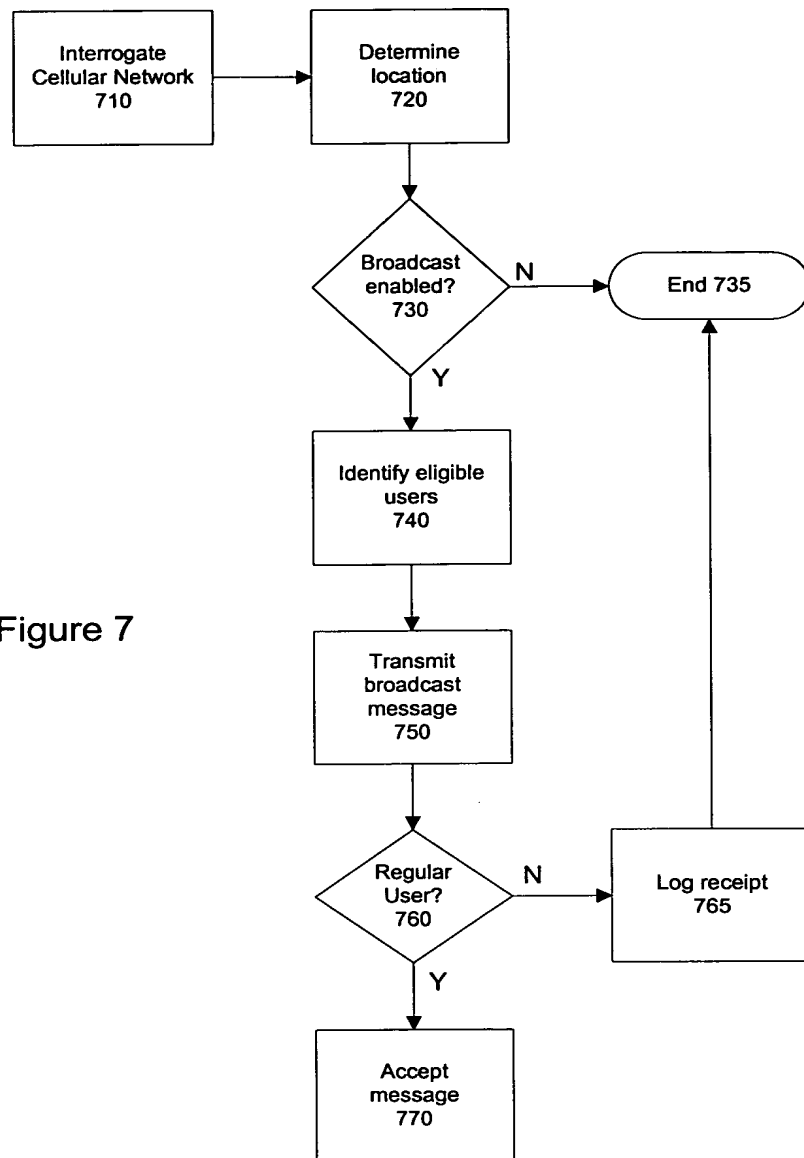 Interrogate
Cellular Network
710
Determine
location
720
Broadcast
enabled?
730
N
End 735
Y
Identify eligible
users
740
Figure 7
Transmit
broadcast
message
750
Regular
User?
760
N
Log receipt
765
Y
Accept
message
770